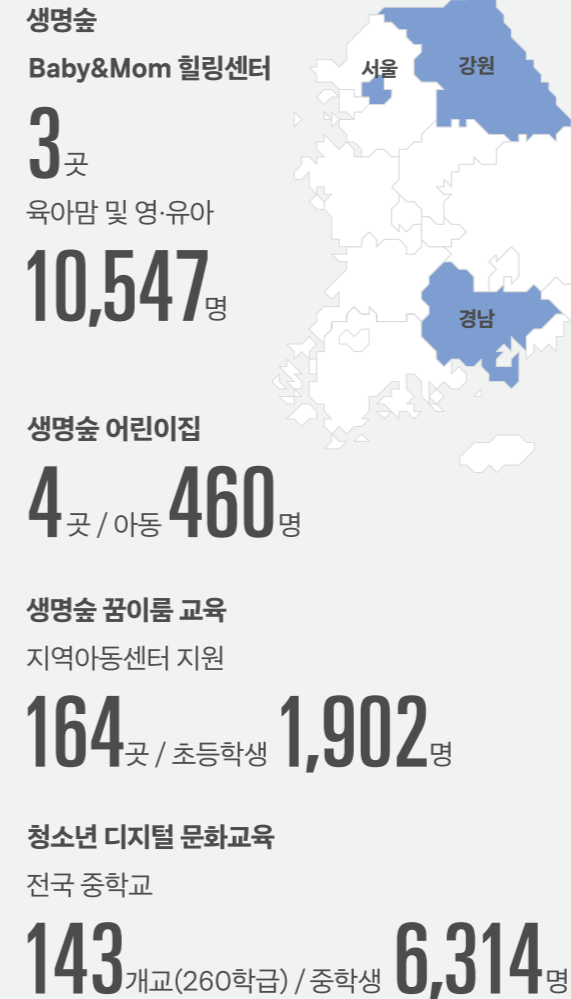 생명숲
Baby&Mom 힐링센터
3곳
육아맘 및 영·유아
10,547명
서울
강원
경남
생명숲 어린이집
4곳 / 아동 460명
생명숲 꿈이룸 교육
지역아동센터 지원
164곳 / 초등학생 1,902명
청소년 디지털 문화교육
전국 중학교
143개교(260학급) / 중학생 6,314명